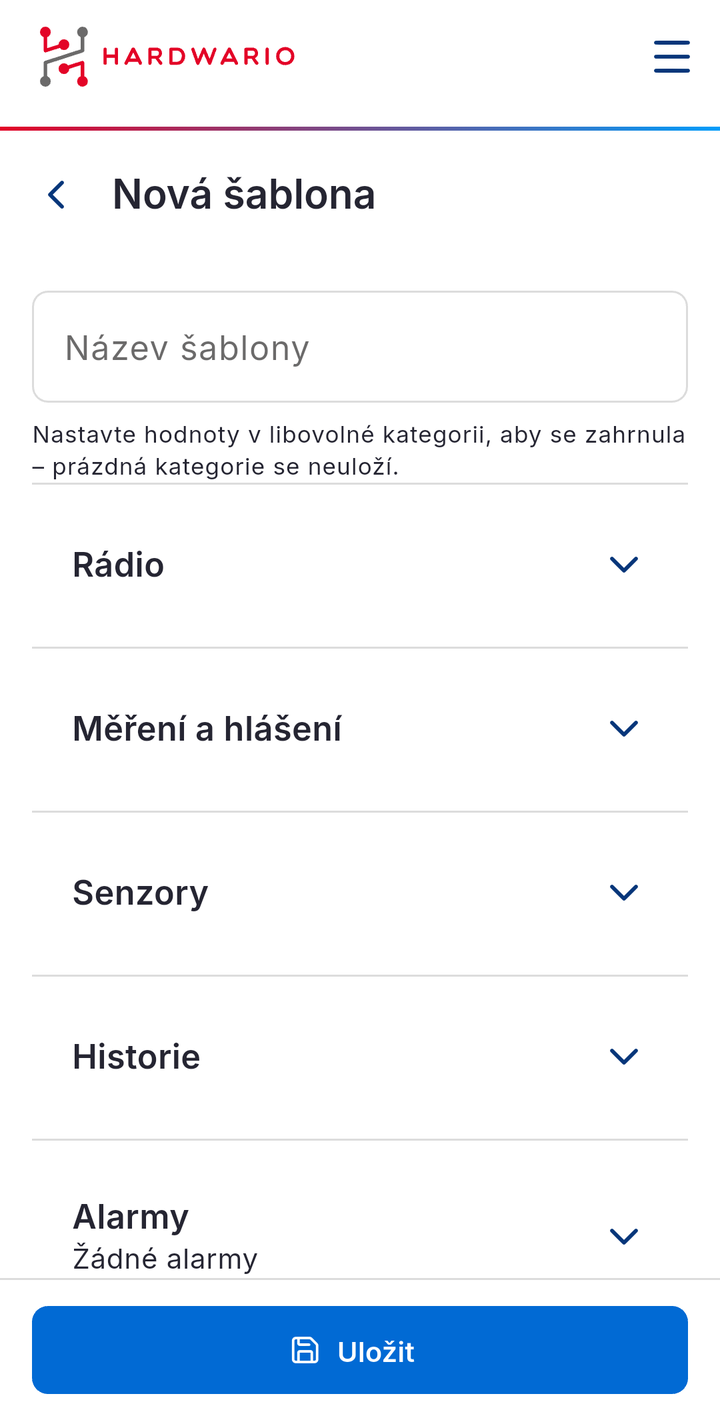 HARDWARIO
Nová šablona
Název šablony
Nastavte hodnoty v libovolné kategorii, aby se zahrnula
– prázdná kategorie se neuloží.
Rádio
Měření a hlášení
Senzory
Historie
Alarmy
Žádné alarmy
Uložit